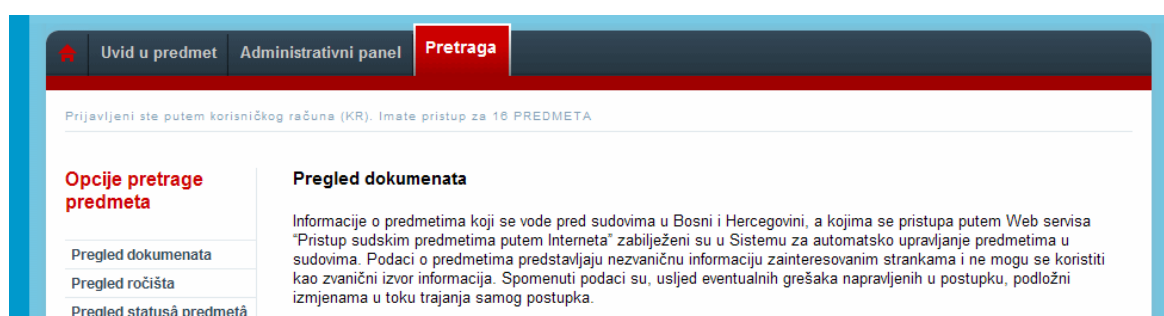 Uvid u predmet Administrativni panel Pretraga
Prijavljeni ste putem korisničkog računa (KR). Imate pristup za 16 PREDMETA
Opcije pretrage
predmeta
Pregled dokumenata
Pregled ročišta
Pregled statusâ predmetâ
Pregled dokumenata
Informacije o predmetima koji se vode pred sudovima u Bosni i Hercegovini, a kojima se pristupa putem Web servisa
“Pristup sudskim predmetima putem Interneta” zabilježeni su u Sistemu za automatsko upravljanje predmetima u
sudovima. Podaci o predmetima predstavljaju nezvaničnu informaciju zainteresovanim strankama i ne mogu se koristiti
kao zvanični izvor informacija. Spomenuti podaci su, usljed eventualnih grešaka napravljenih u postupku, podložni
izmjenama u toku trajanja samog postupka.